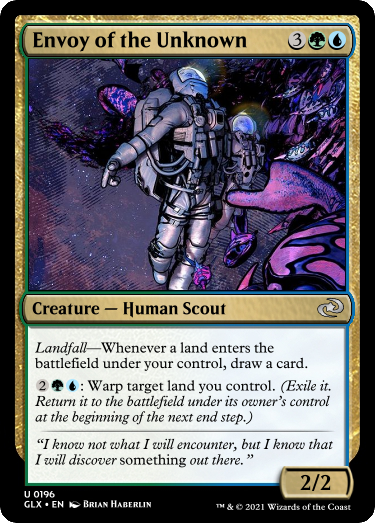 Envoy of the Unknown 3
Creature — Human Scout
Landfall—Whenever a land enters the
battlefield under your control, draw a card.
2 : Warp target land you control. (Exile it.
Return it to the battlefield under its owner's control
at the beginning of the next end step.)
“I know not what I will encounter, but I know that
I will discover something out there.”
2/2
U 0196
GLX • EN Brian Haberlin
™ & © 2021 Wizards of the Coast